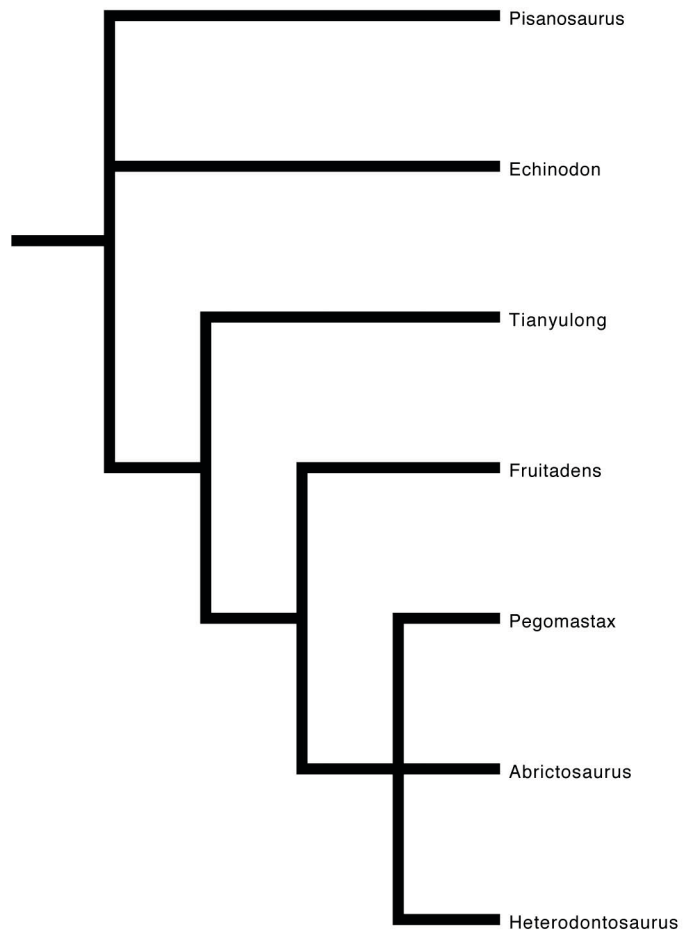 Pisanosaurus
Echinodon
Tianyulong
Fruitadens
Pegomastax
Abrictosaurus
Heterodontosaurus